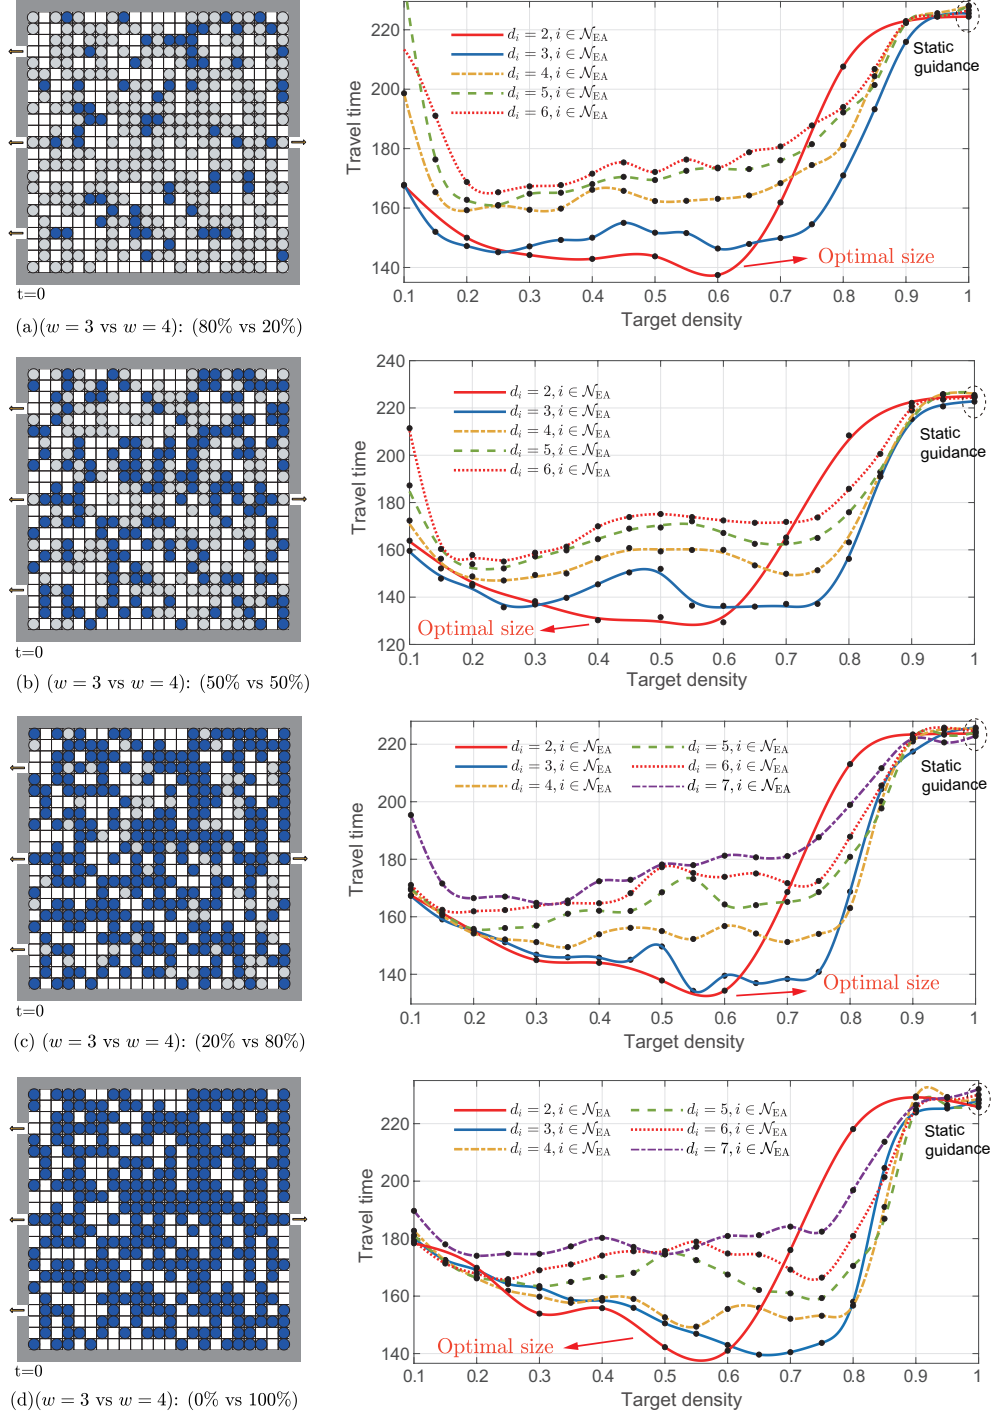 t=0
(a)(w = 3 vs w = 4): (80% vs 20%)
220
200
180
160
140
Travel time
d_i = 2, i ∈ N_EA
d_i = 3, i ∈ N_EA
d_i = 4, i ∈ N_EA
d_i = 5, i ∈ N_EA
d_i = 6, i ∈ N_EA
Static
guidance
Optimal size
0.1 0.2 0.3 0.4 0.5 0.6 0.7 0.8 0.9 1
Target density
t=0
(b) (w = 3 vs w = 4): (50% vs 50%)
240
220
200
180
160
140
120
Travel time
d_i = 2, i ∈ N_EA
d_i = 3, i ∈ N_EA
d_i = 4, i ∈ N_EA
d_i = 5, i ∈ N_EA
d_i = 6, i ∈ N_EA
Static
guidance
Optimal size
0.1 0.2 0.3 0.4 0.5 0.6 0.7 0.8 0.9 1
Target density
t=0
(c) (w = 3 vs w = 4): (20% vs 80%)
220
200
180
160
140
Travel time
d_i = 2, i ∈ N_EA d_i = 5, i ∈ N_EA
d_i = 3, i ∈ N_EA d_i = 6, i ∈ N_EA
d_i = 4, i ∈ N_EA d_i = 7, i ∈ N_EA
Static
guidance
Optimal size
0.1 0.2 0.3 0.4 0.5 0.6 0.7 0.8 0.9 1
Target density
t=0
(d)(w = 3 vs w = 4): (0% vs 100%)
220
200
180
160
140
Travel time
d_i = 2, i ∈ N_EA d_i = 5, i ∈ N_EA
d_i = 3, i ∈ N_EA d_i = 6, i ∈ N_EA
d_i = 4, i ∈ N_EA d_i = 7, i ∈ N_EA
Static
guidance
Optimal size
0.1 0.2 0.3 0.4 0.5 0.6 0.7 0.8 0.9 1
Target density